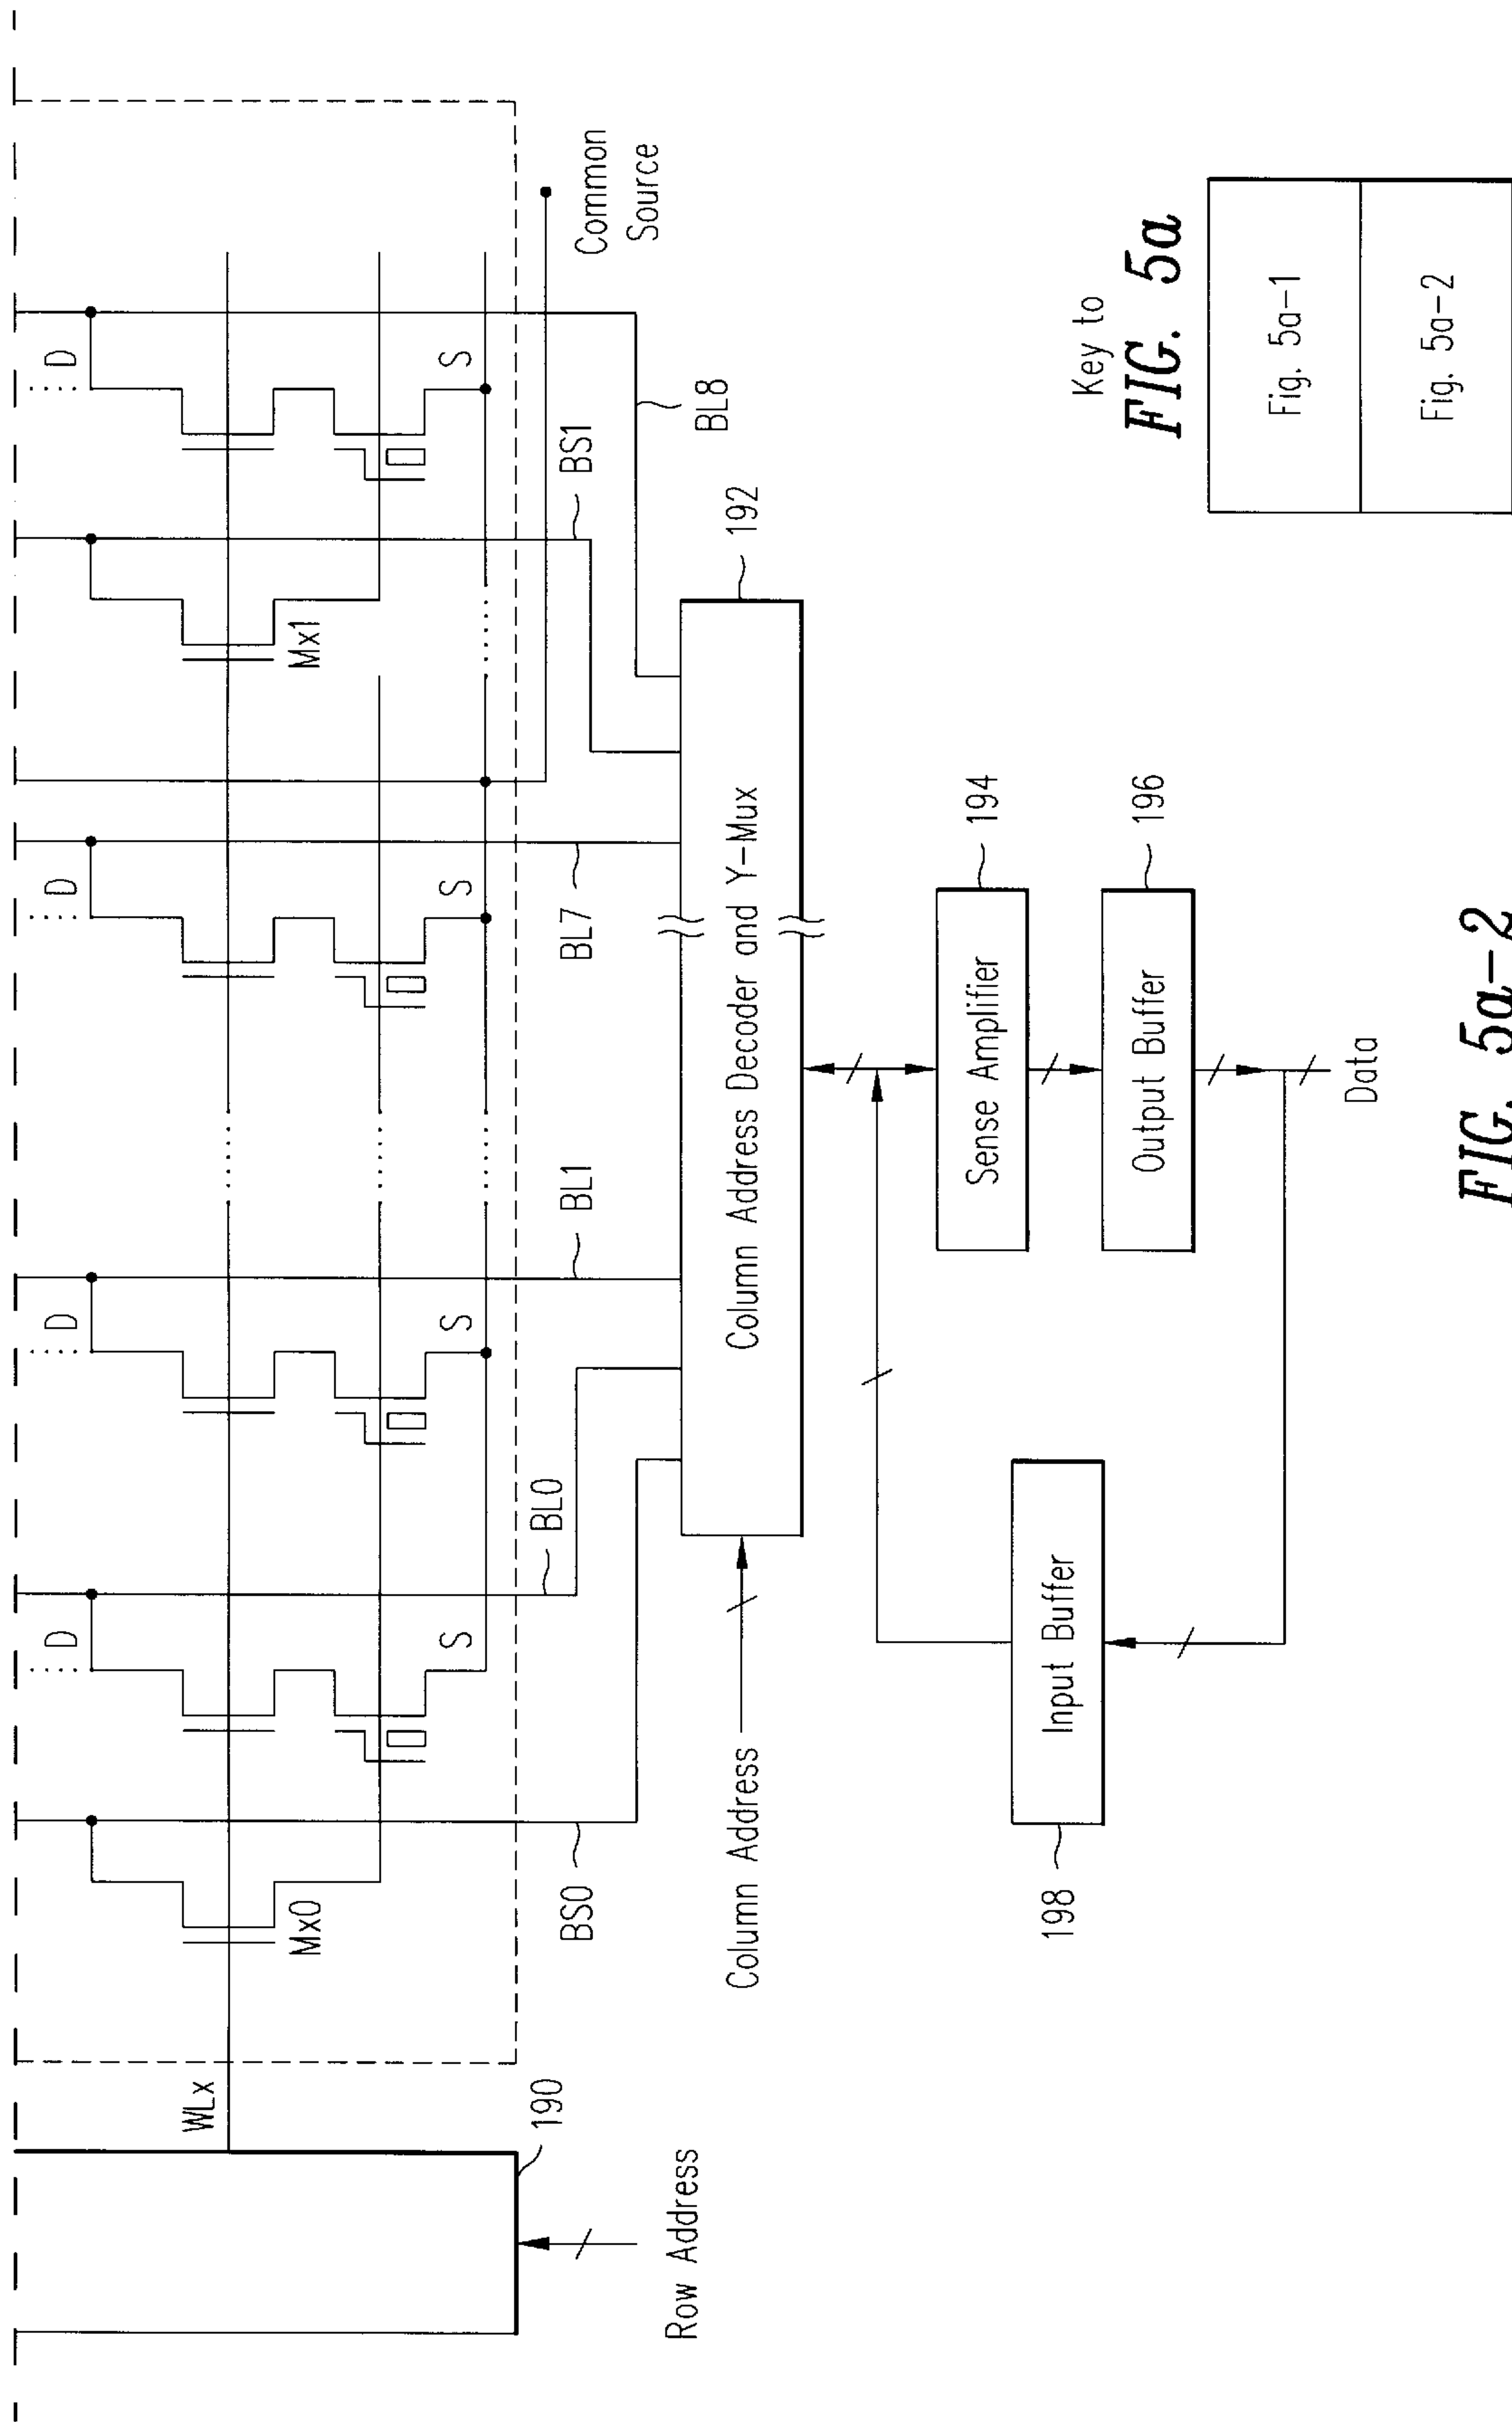 D
D
D
D
WLx
Mx0
Mx1
S
S
S
S
190
Row Address
BS0
BL0
BL1
BL7
BS1
BL8
Common
Source
192
Column Address
Column Address Decoder and Y-Mux
198
Input Buffer
Sense Amplifier
194
Output Buffer
196
Data
Key to
FIG. 5a
Fig. 5a-1
Fig. 5a-2
FIG. 5a-2